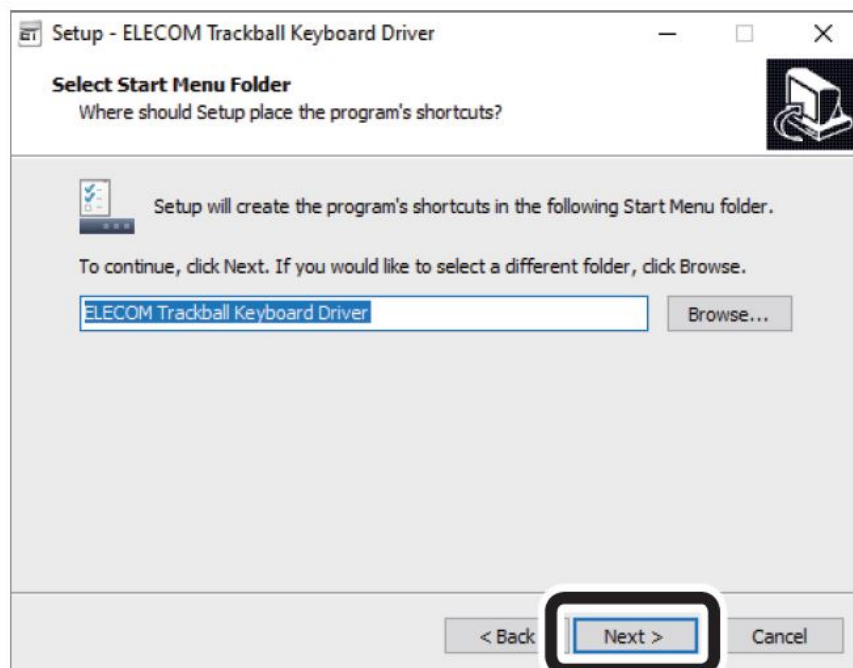 Setup - ELECOM Trackball Keyboard Driver
Select Start Menu Folder
Where should Setup place the program's shortcuts?
Setup will create the program's shortcuts in the following Start Menu folder.
To continue, click Next. If you would like to select a different folder, click Browse.
ELECOM Trackball Keyboard Driver
Browse...
< Back
Next >
Cancel